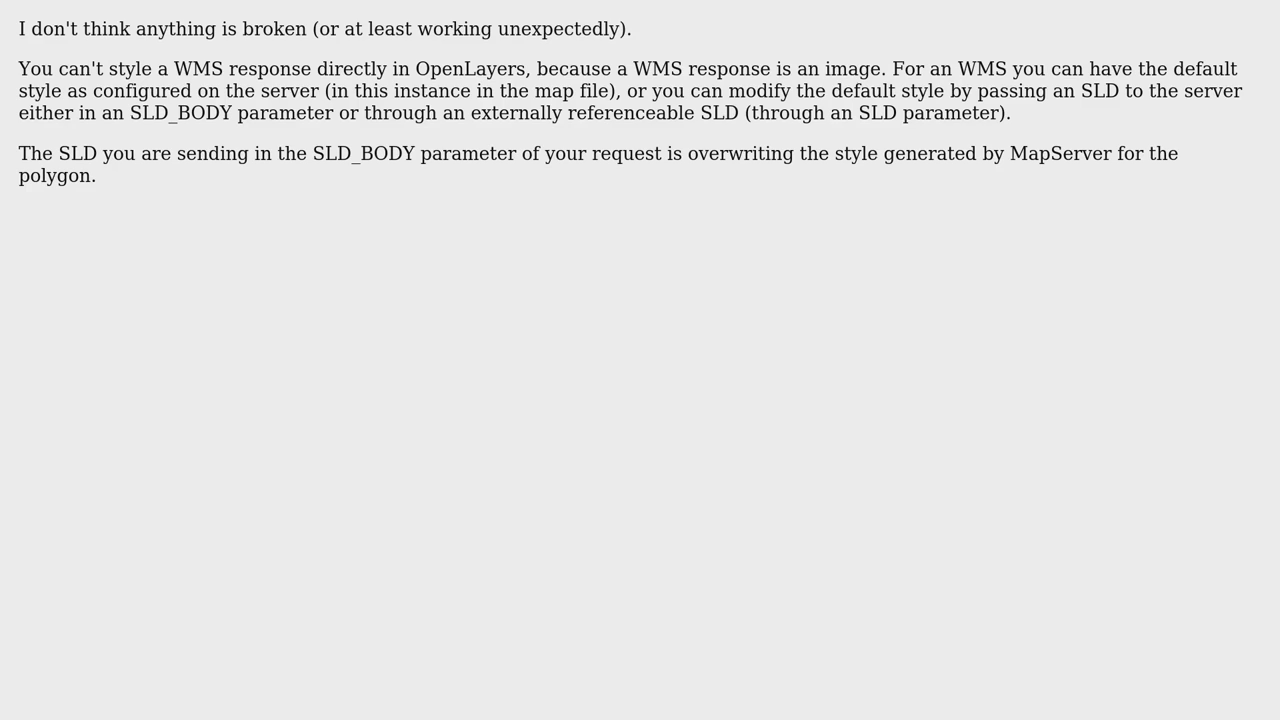 I don't think anything is broken (or at least working unexpectedly).
You can't style a WMS response directly in OpenLayers, because a WMS response is an image. For an WMS you can have the default
style as configured on the server (in this instance in the map file), or you can modify the default style by passing an SLD to the server
either in an SLD_BODY parameter or through an externally referenceable SLD (through an SLD parameter).
The SLD you are sending in the SLD_BODY parameter of your request is overwriting the style generated by MapServer for the
polygon.